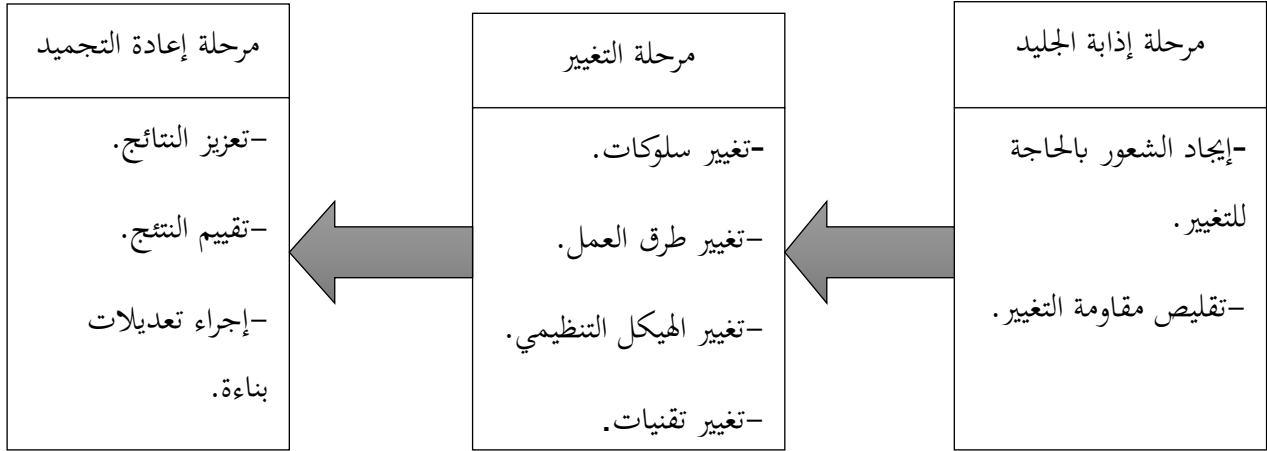 مرحلة إذابة الجليد
-إيجاد الشعور بالحاجة
للتغيير.
-تقليص مقاومة التغيير.
مرحلة التغيير
-تغيير سلوكات.
-تغيير طرق العمل.
-تغيير الهيكل التنظيمي.
-تغيير تقنيات.
مرحلة إعادة التجميد
-تعزيز النتائج.
-تقييم النتئج.
-إجراء تعديلات
بناءة.